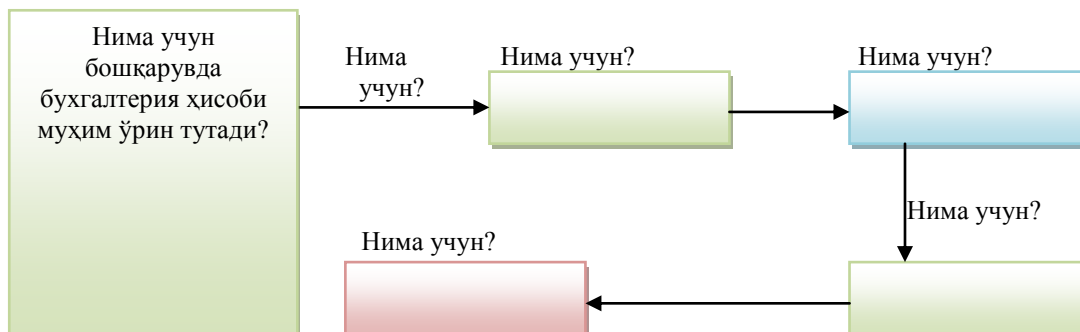 Нима учун
бошқарувда
бухгалтерия ҳисоби
муҳим ўрин тутади?
Нима
учун?
Нима учун?
Нима учун?
Нима учун?
Нима учун?